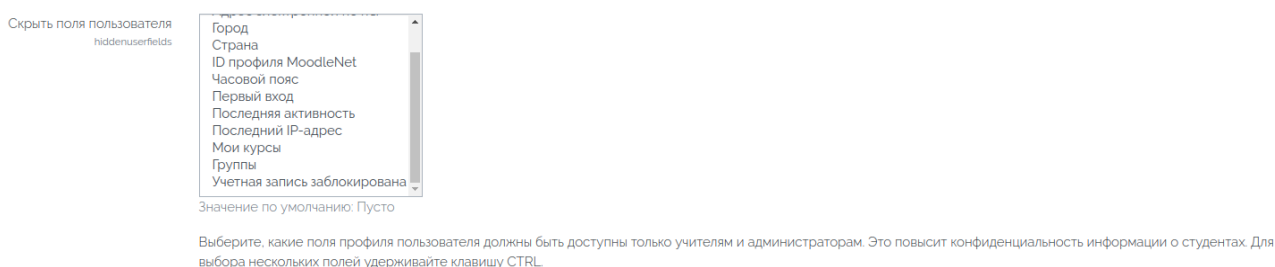 Скрыть поля пользователя
hiddenuserfields
Город
Страна
ID профиля MoodleNet
Часовой пояс
Первый вход
Последняя активность
Последний IP-адрес
Мои курсы
Группы
Учетная запись заблокирована
Значение по умолчанию: Пусто
Выберите, какие поля профиля пользователя должны быть доступны только учителям и администраторам. Это повысит конфиденциальность информации о студентах. Для
выбора нескольких полей удерживайте клавишу CTRL.